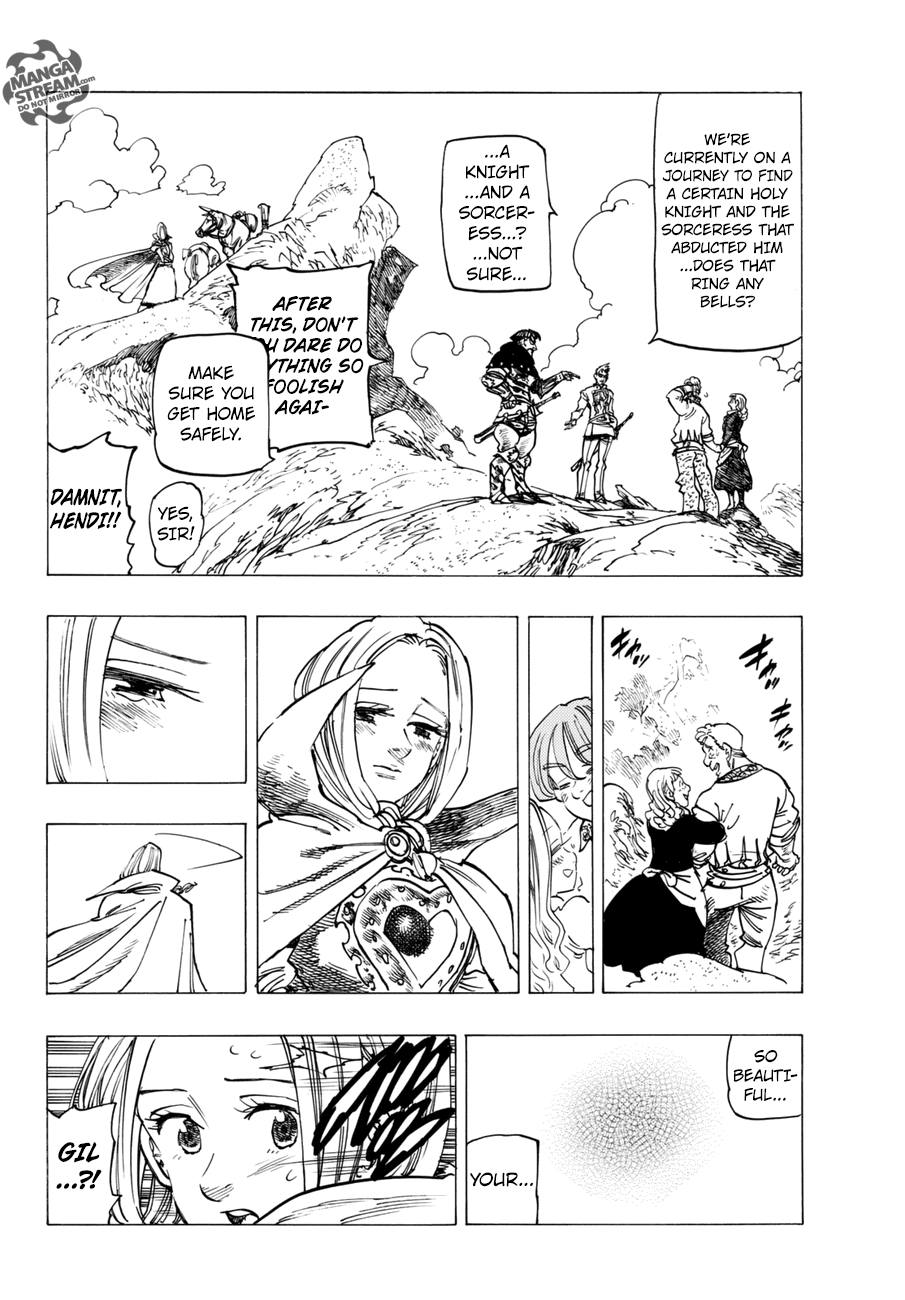 MANGA
STREAM.com
DO NOT MIRROR
WE'RE
CURRENTLY ON A
JOURNEY TO FIND
A CERTAIN HOLY
KNIGHT AND THE
SORCERESS THAT
ABDUCTED HIM
...DOES THAT
RING ANY
BELLS?
...A
KNIGHT
...AND A
SORCER-
ESS...?
...NOT
SURE...
AFTER
THIS, DON'T
DARE DO
SO
FOOLISH
AGAI-
MAKE
SURE YOU
GET HOME
SAFELY.
YES,
SIR!
DAMNIT,
HENDI!!
SO
BEAUTI-
FUL...
YOUR...
GIL
...?!